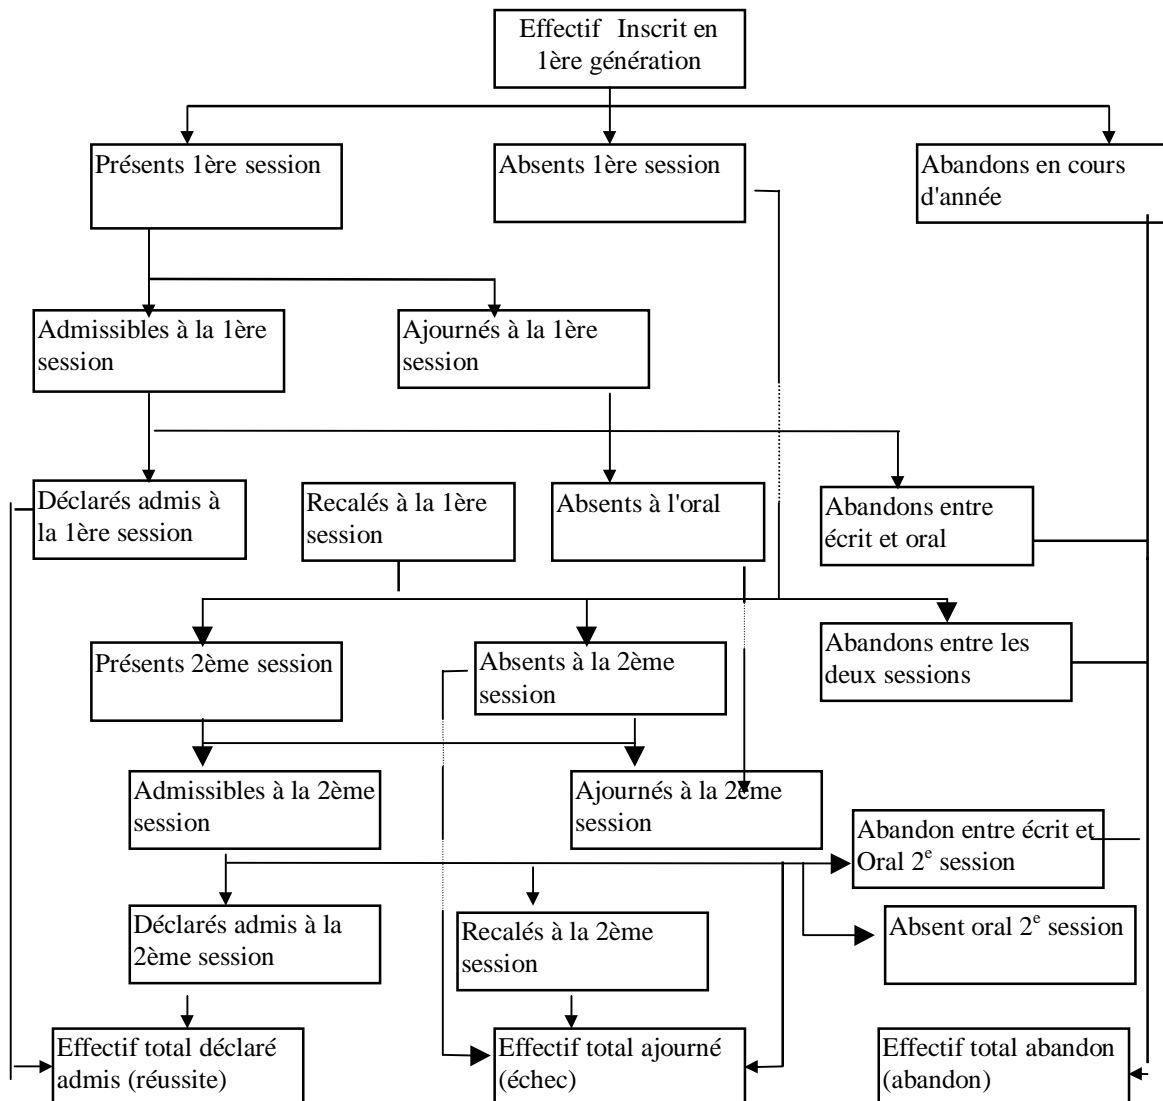 Effectif Inscrit en
1ère génération
Présents 1ère session
Absents 1ère session
Abandons en cours
d'année
Admissibles à la 1ère
session
Ajournés à la 1ère
session
Déclarés admis à
la 1ère session
Recalés à la 1ère
session
Absents à l'oral
Abandons entre
écrit et oral
Présents 2ème session
Absents à la 2ème
session
Abandons entre les
deux sessions
Admissibles à la 2ème
session
Ajournés à la 2ème
session
Abandon entre écrit et
Oral 2e session
Déclarés admis à la
2ème session
Recalés à la 2ème
session
Absent oral 2e session
Effectif total déclaré
admis (réussite)
Effectif total ajourné
(échec)
Effectif total abandon
(abandon)